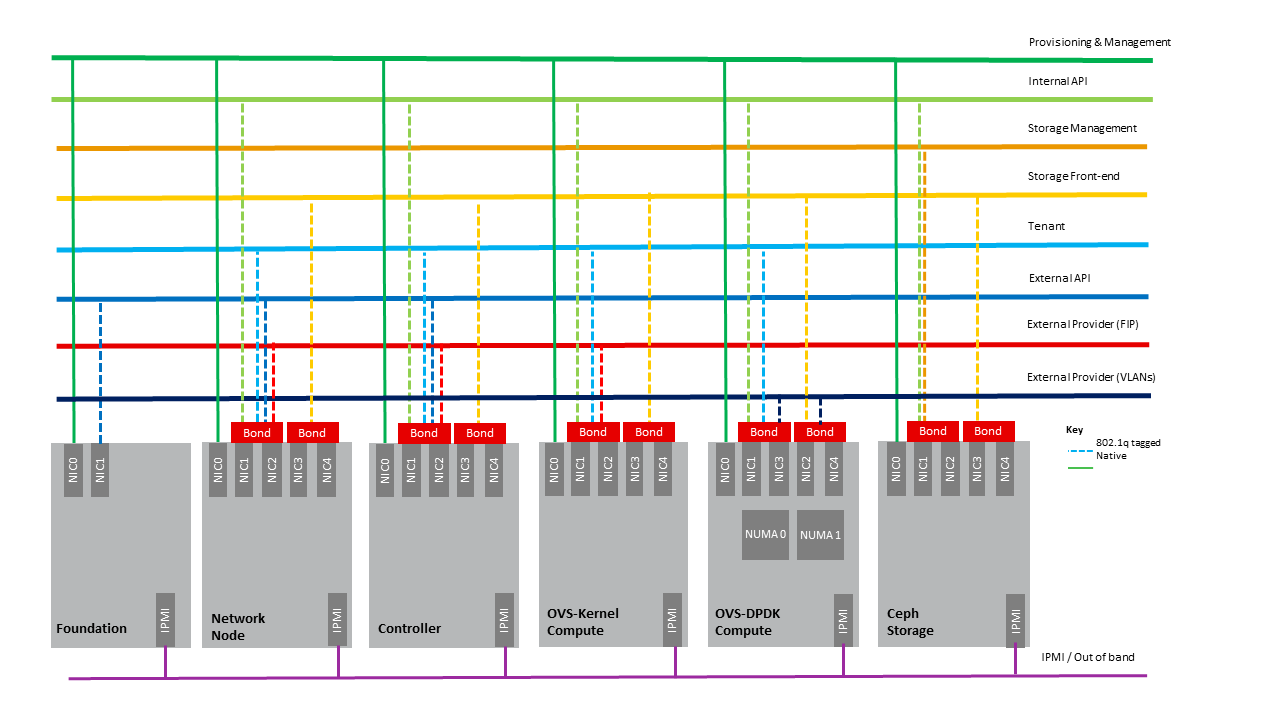 Provisioning & Management
Internal API
Storage Management
Storage Front-end
Tenant
External API
External Provider (FIP)
External Provider (VLANs)
Key
802.1q tagged
Native
Bond Bond Bond Bond Bond Bond Bond Bond Bond Bond
NIC0 NIC1 NIC0 NIC1 NIC2 NIC3 NIC4 NIC0 NIC1 NIC2 NIC3 NIC4 NIC0 NIC1 NIC2 NIC3 NIC4 NIC0 NIC1 NIC3 NIC2 NIC4 NIC0 NIC1 NIC2 NIC3 NIC4
NUMA 0 NUMA 1
Foundation
IPMI
Network
Node
IPMI
Controller
IPMI
OVS-Kernel
Compute
IPMI
OVS-DPDK
Compute
IPMI
Ceph
Storage
IPMI
IPMI / Out of band